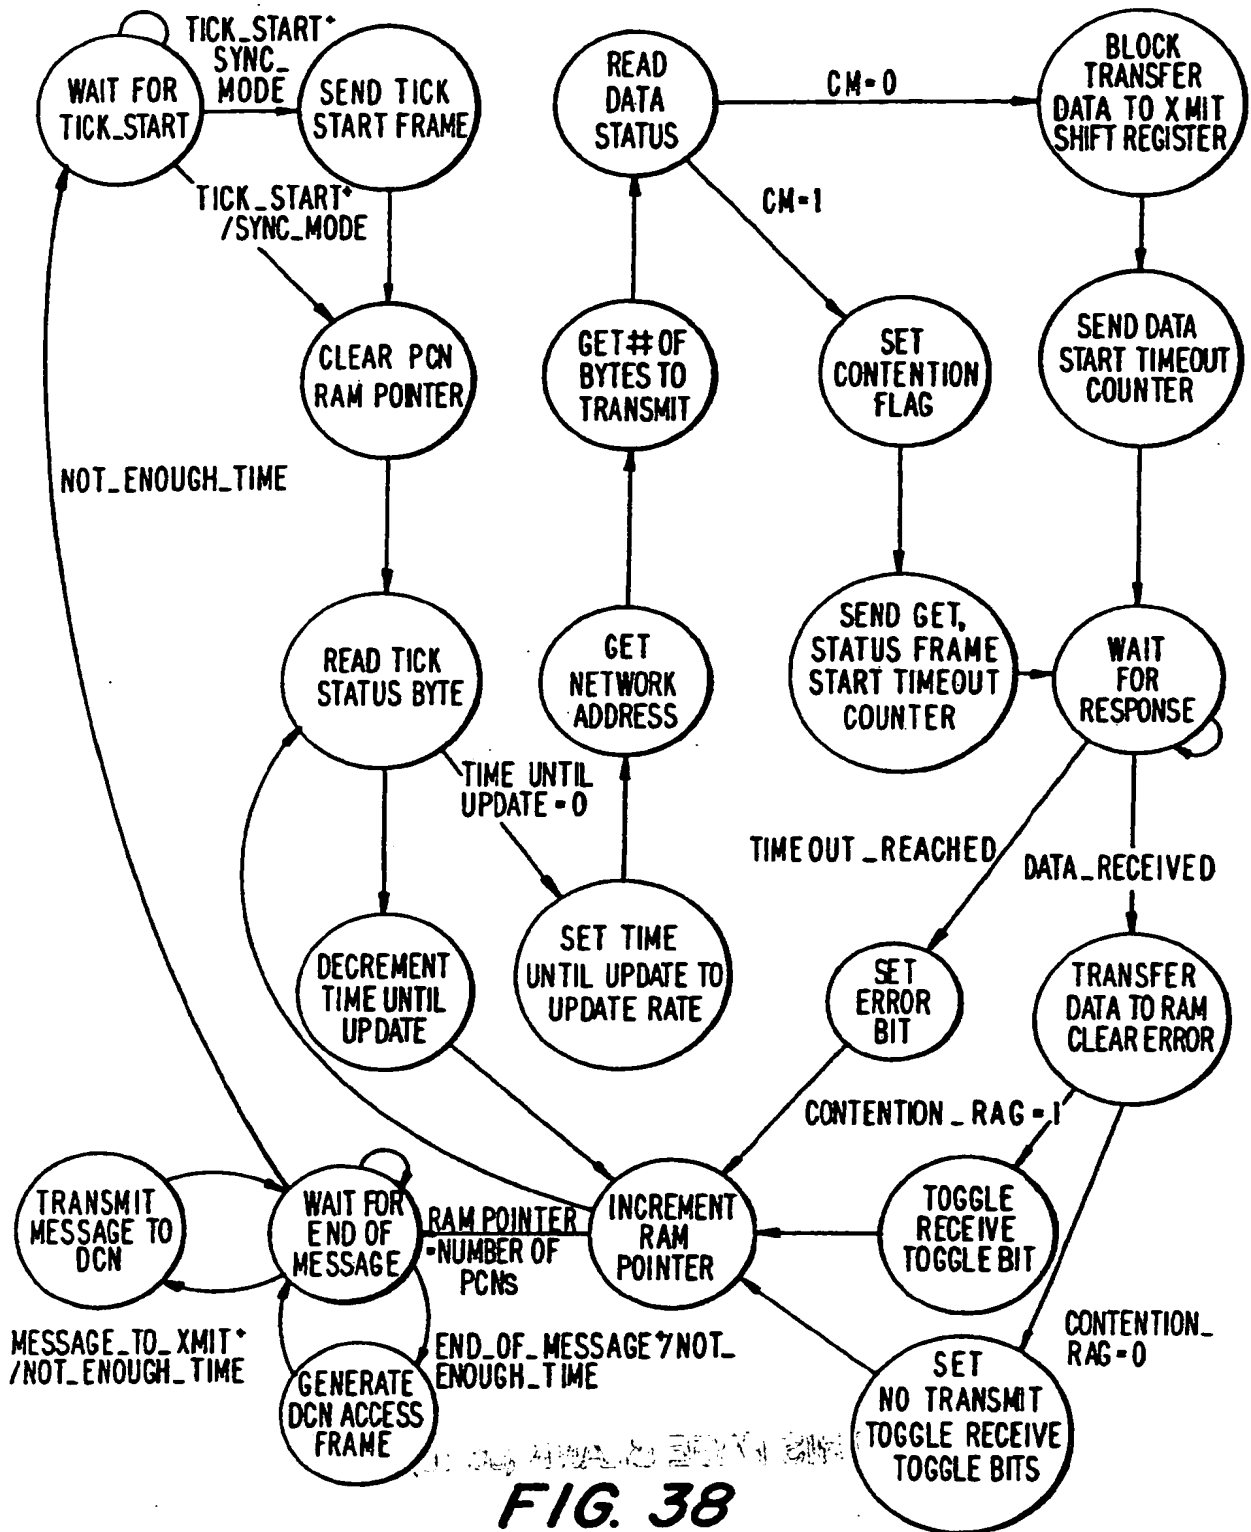 WAIT FOR
TICK_START
TICK_START*
SYNC_
MODE
SEND TICK
START FRAME
TICK_START*
/SYNC_MODE
CLEAR PCN
RAM POINTER
NOT_ENOUGH_TIME
READ TICK
STATUS BYTE
TIME UNTIL
UPDATE=0
DECREMENT
TIME UNTIL
UPDATE
SET TIME
UNTIL UPDATE TO
UPDATE RATE
GET
NETWORK
ADDRESS
GET # OF
BYTES TO
TRANSMIT
READ
DATA
STATUS
CM=0
CM=1
BLOCK
TRANSFER
DATA TO XMIT
SHIFT REGISTER
SEND DATA
START TIMEOUT
COUNTER
SET
CONTENTION
FLAG
SEND GET,
STATUS FRAME
START TIMEOUT
COUNTER
WAIT
FOR
RESPONSE
TIMEOUT_REACHED
DATA_RECEIVED
SET
ERROR
BIT
TRANSFER
DATA TO RAM
CLEAR ERROR
CONTENTION_RAG=1
TOGGLE
RECEIVE
TOGGLE BIT
CONTENTION_
RAG=0
SET
NO TRANSMIT
TOGGLE RECEIVE
TOGGLE BITS
INCREMENT
RAM
POINTER
RAM POINTER
=NUMBER OF
PCNs
WAIT FOR
END OF
MESSAGE
TRANSMIT
MESSAGE TO
DCN
MESSAGE_TO_XMIT*
/NOT_ENOUGH_TIME
END_OF_MESSAGE*/NOT_
ENOUGH_TIME
GENERATE
DCN ACCESS
FRAME
FIG. 38